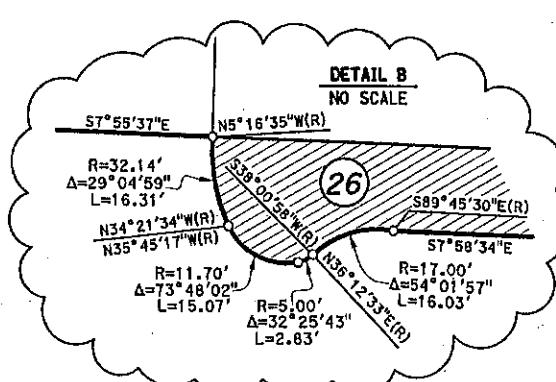 DETAIL B
NO SCALE
S7°55'37"E
N5°16'35"W(R)
R=32.14'
Δ=29°04'59"
L=16.31'
S38°00'58"W(R)
26
S89°45'30"E(R)
S7°58'34"E
N34°21'34"W(R)
N35°45'17"W(R)
R=11.70'
Δ=73°48'02"
L=15.07'
R=5.00'
Δ=32°25'43"
L=2.83'
N36°12'33"E(R)
R=17.00'
Δ=54°01'57"
L=16.03'